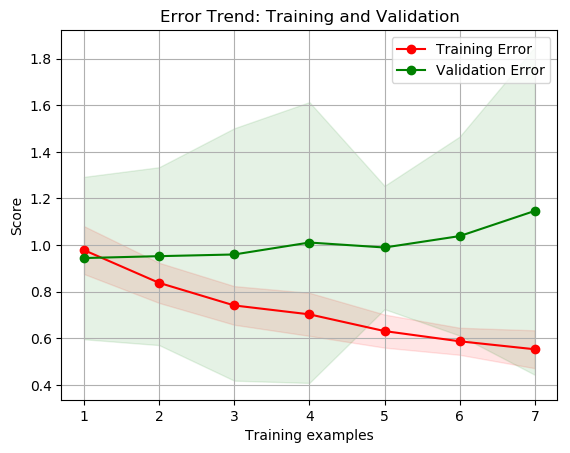 Error Trend: Training and Validation
Training Error
Validation Error
Score
1.8
1.6
1.4
1.2
1.0
0.8
0.6
0.4
1 2 3 4 5 6 7
Training examples